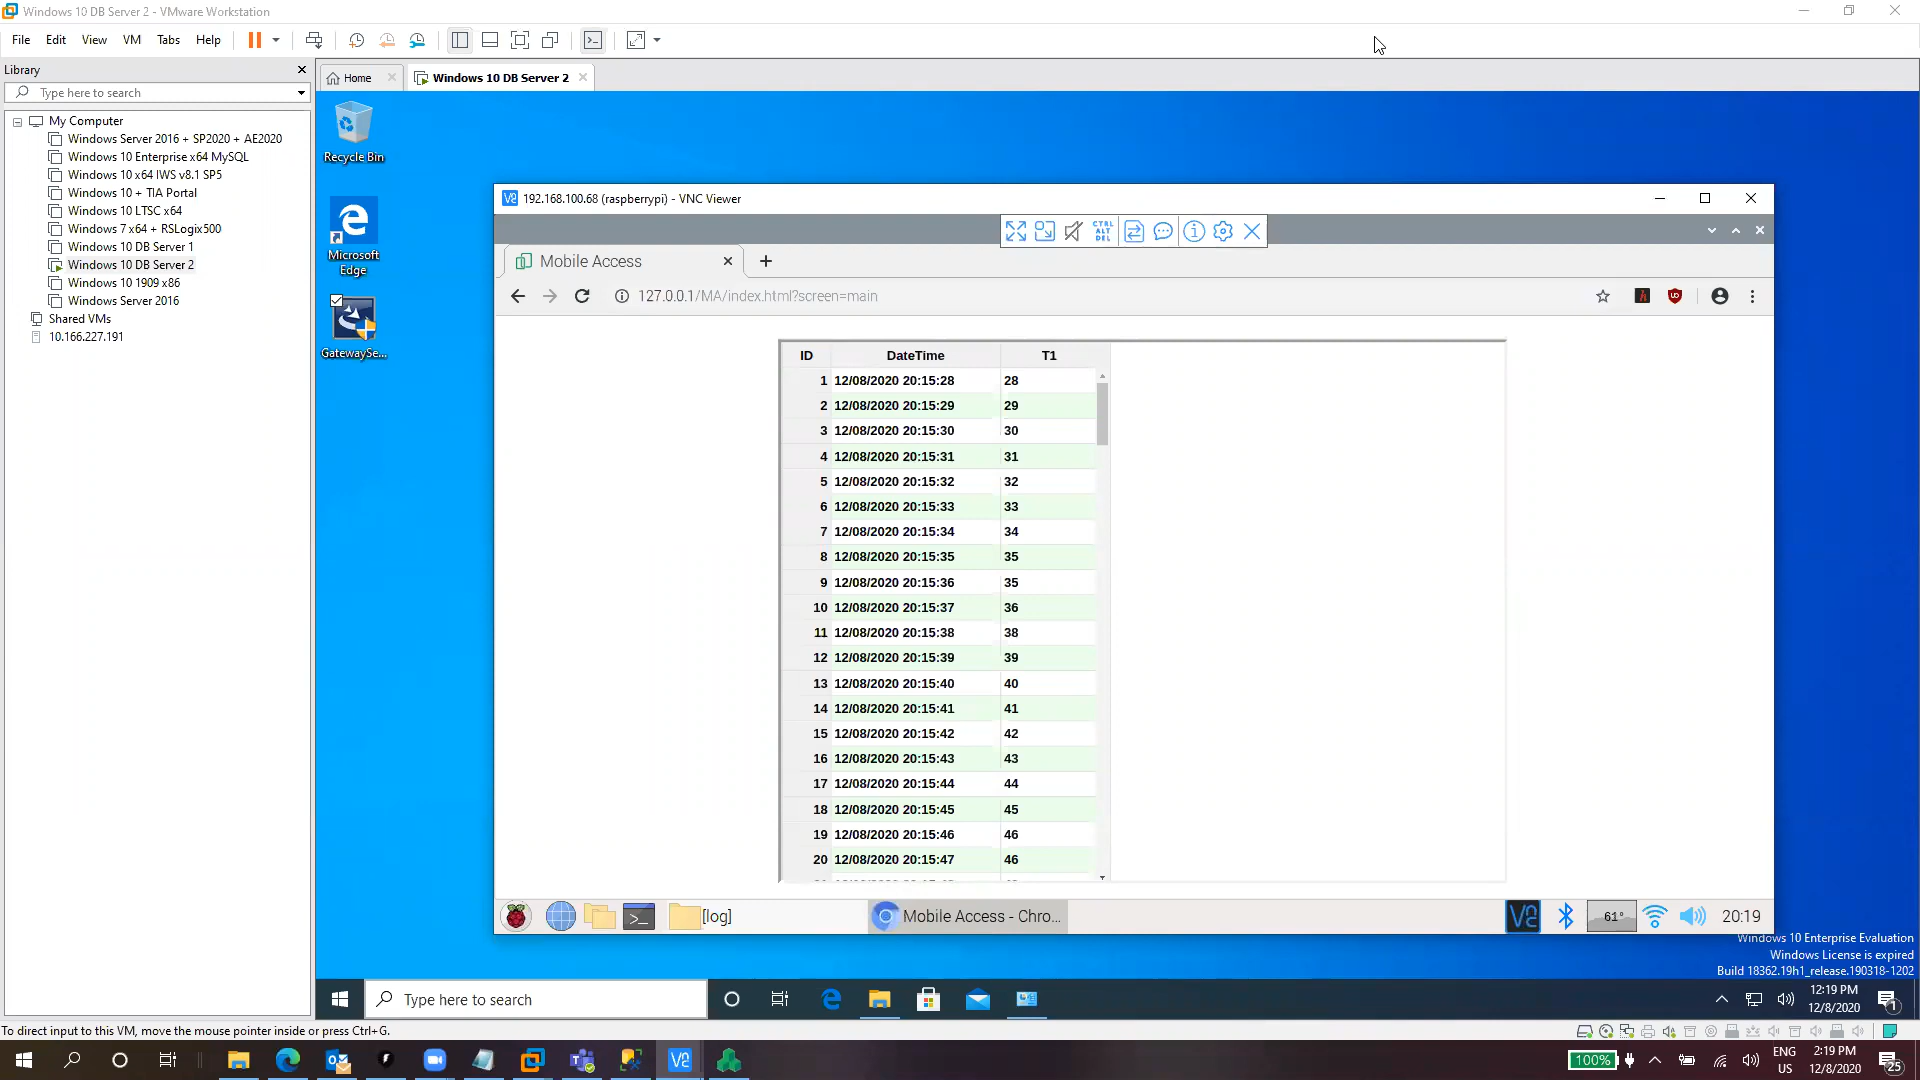 Windows 10 DB Server 2 - VMware Workstation
File Edit View VM Tabs Help
Library
Type here to search
My Computer
Windows Server 2016 + SP2020 + AE2020
Windows 10 Enterprise x64 MySQL
Windows 10 x64 IWS v8.1 SP5
Windows 10 + TIA Portal
Windows 10 LTSC x64
Windows 7 x64 + RSLogix500
Windows 10 DB Server 1
Windows 10 DB Server 2
Windows 10 1909 x86
Windows Server 2016
Shared VMs
10.166.227.191
Home
Windows 10 DB Server 2
Recycle Bin
Microsoft
Edge
GatewaySe...
192.168.100.68 (raspberrypi) - VNC Viewer
CTRL
ALT
DEL
Mobile Access
127.0.0.1/MA/index.html?screen=main
ID DateTime T1
1 12/08/2020 20:15:28 28
2 12/08/2020 20:15:29 29
3 12/08/2020 20:15:30 30
4 12/08/2020 20:15:31 31
5 12/08/2020 20:15:32 32
6 12/08/2020 20:15:33 33
7 12/08/2020 20:15:34 34
8 12/08/2020 20:15:35 35
9 12/08/2020 20:15:36 35
10 12/08/2020 20:15:37 36
11 12/08/2020 20:15:38 38
12 12/08/2020 20:15:39 39
13 12/08/2020 20:15:40 40
14 12/08/2020 20:15:41 41
15 12/08/2020 20:15:42 42
16 12/08/2020 20:15:43 43
17 12/08/2020 20:15:44 44
18 12/08/2020 20:15:45 45
19 12/08/2020 20:15:46 46
20 12/08/2020 20:15:47 46
[log]
Mobile Access - Chro...
61°
20:19
Windows 10 Enterprise Evaluation
Windows License is expired
Build 18362.19h1_release.190318-1202
Type here to search
12:19 PM
12/8/2020
1
To direct input to this VM, move the mouse pointer inside or press Ctrl+G.
100%
ENG
US
2:19 PM
12/8/2020
25